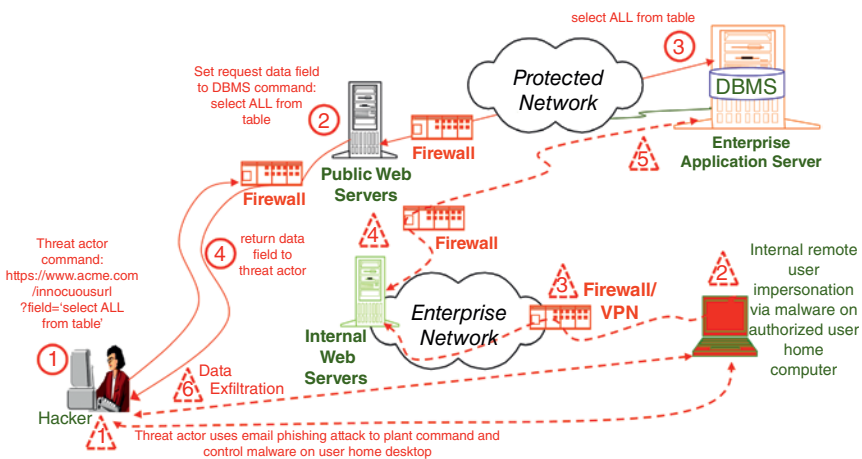 select ALL from table
3
4
Set request data field
to DBMS command:
select ALL from
table
2
Protected
Network
DBMS
Firewall
Enterprise
Application Server
5
Public Web
Servers
Firewall
Threat actor
command:
https://www.acme.com
/innocuousurl
?field=‘select ALL
from table’
4
return data
field to
threat actor
4
Firewall
Internal remote
user
impersonation
via malware on
authorized user
home
computer
2
3
Firewall/
VPN
Enterprise
Network
Internal
Web
Servers
1
6
Data
Exfiltration
Hacker
1
Threat actor uses email phishing attack to plant command and
control malware on user home desktop